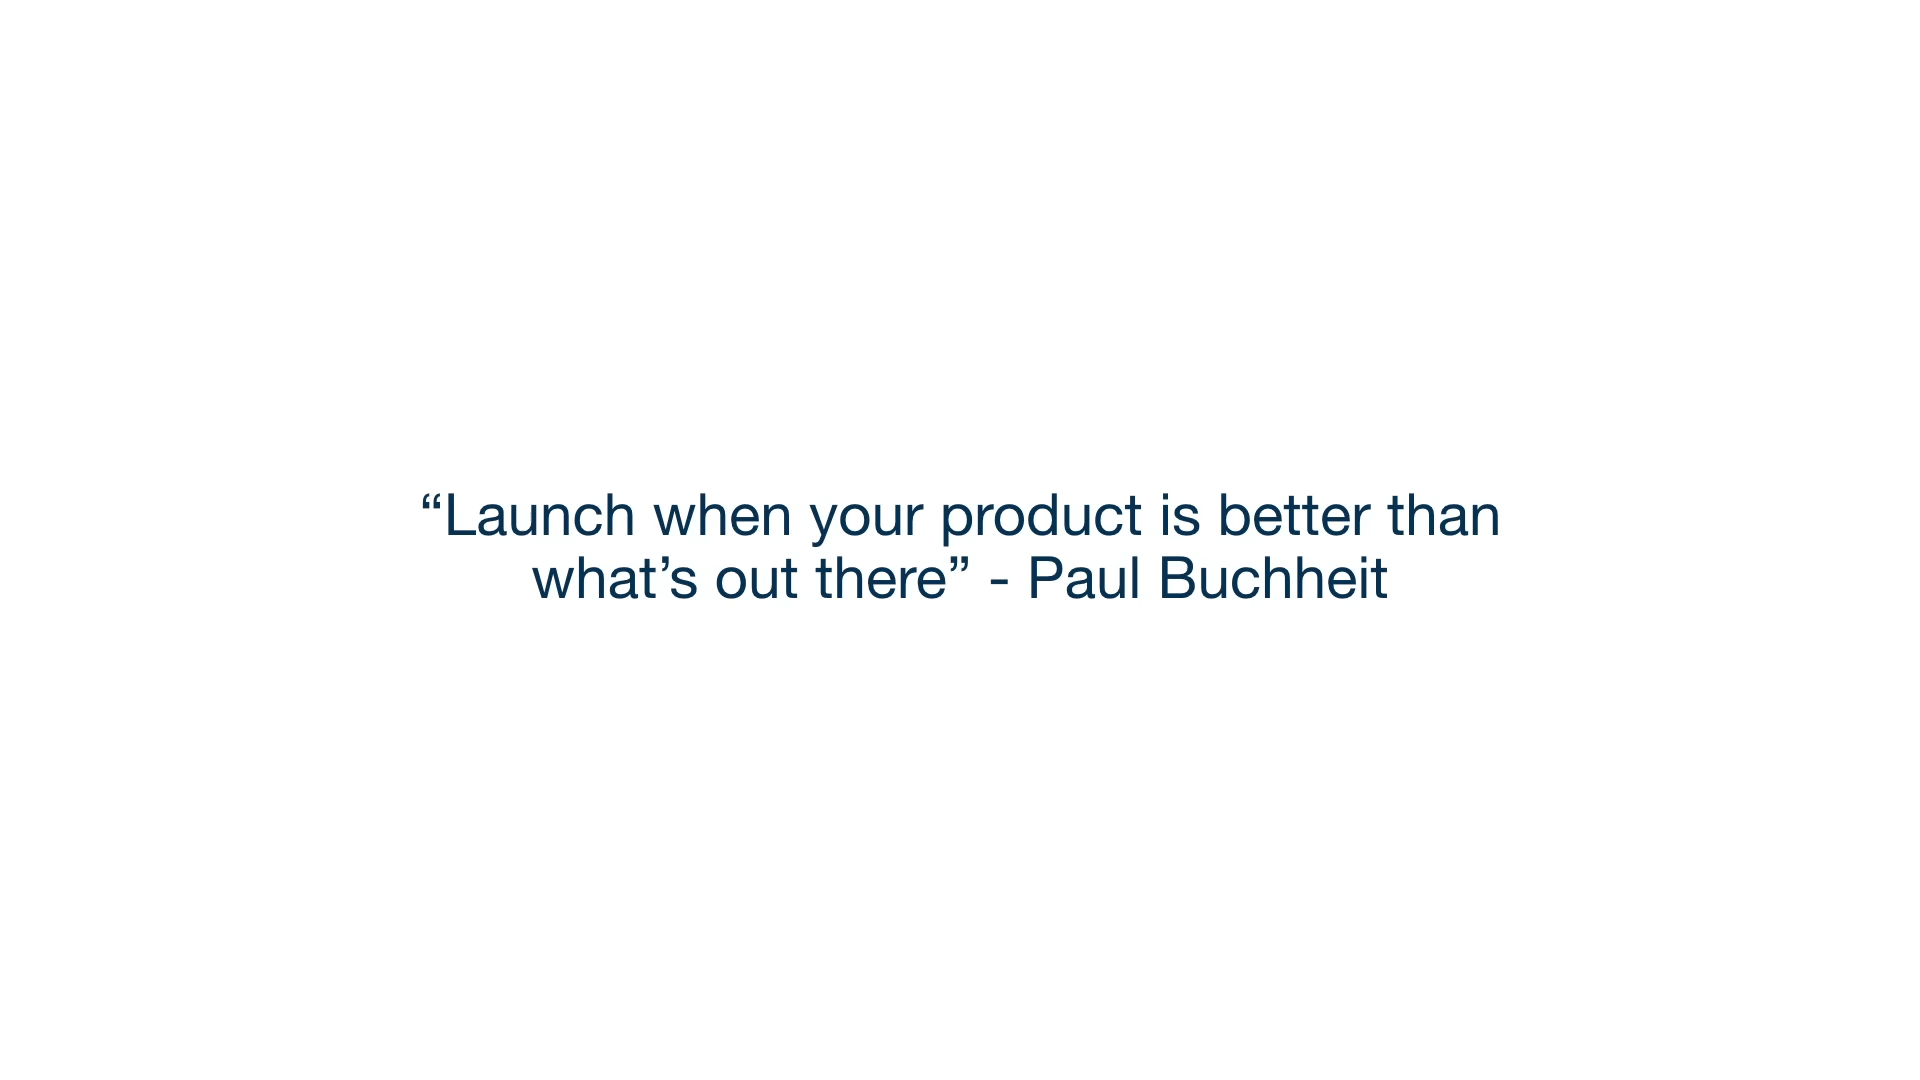 “Launch when your product is better than
what’s out there” - Paul Buchheit